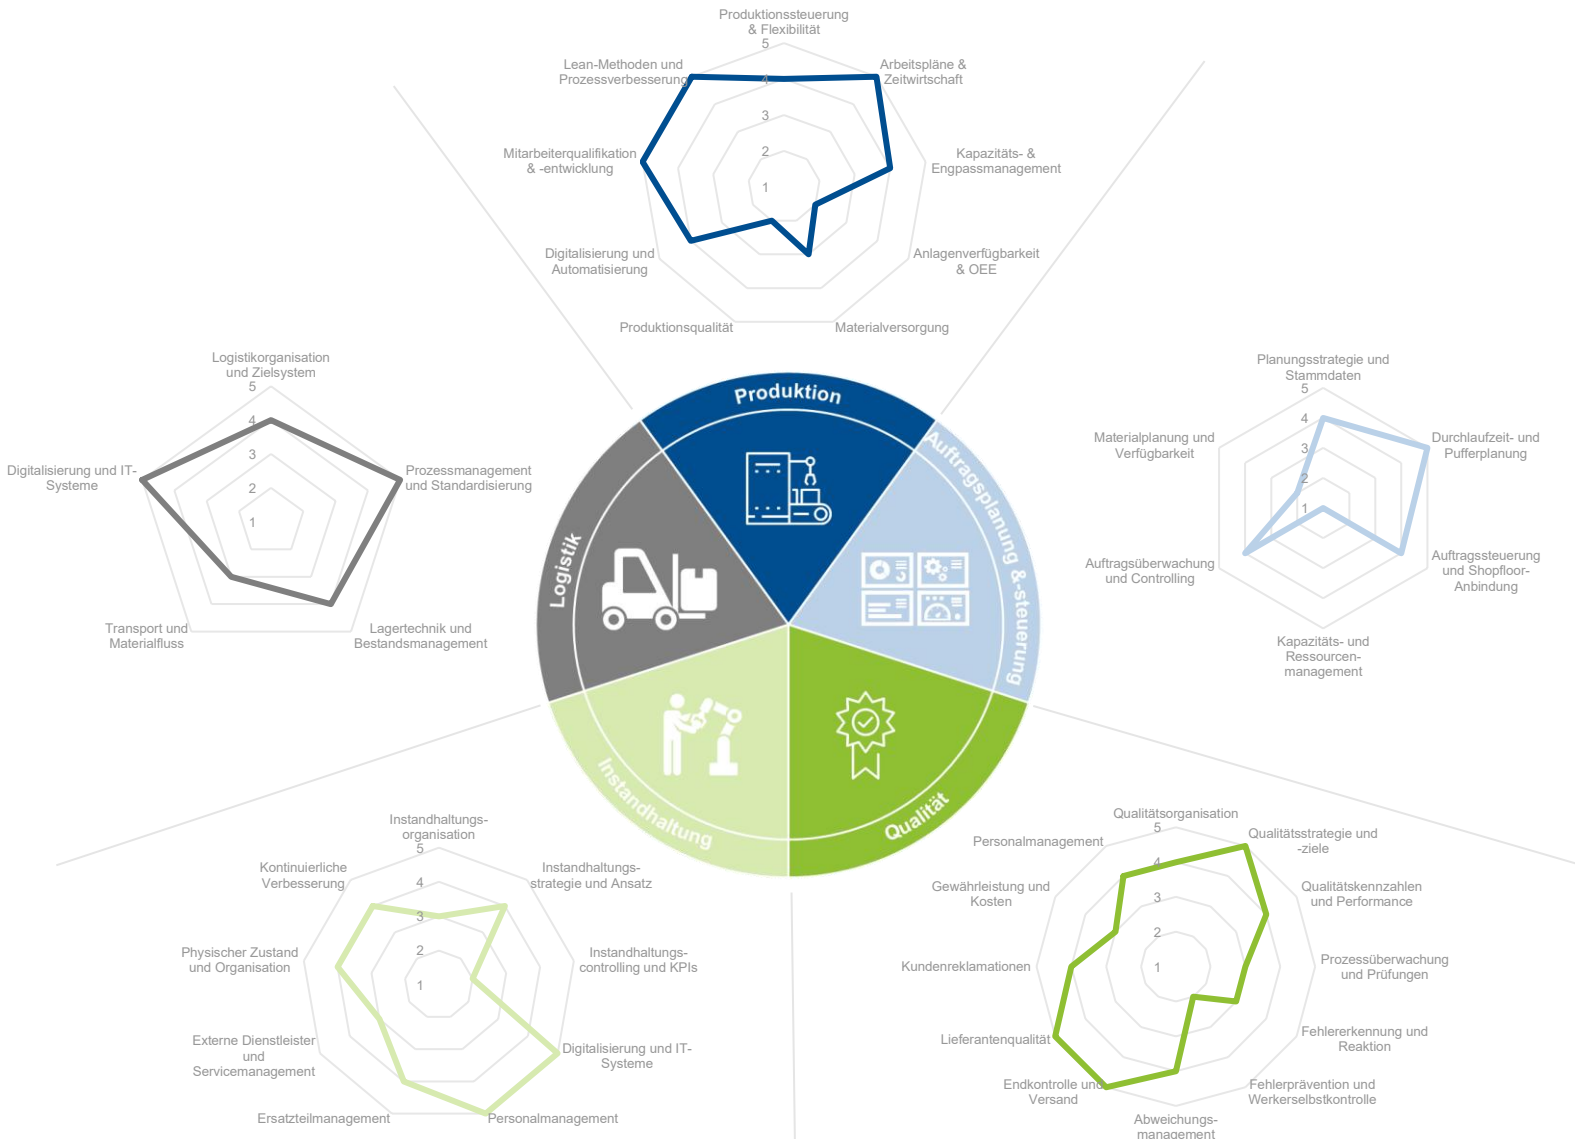 Produktionssteuerung
& Flexibilität
5
4
3
2
1
Arbeitspläne &
Zeitwirtschaft
Kapazitäts- &
Engpassmanagement
Anlagenverfügbarkeit
& OEE
Materialversorgung
Produktionsqualität
Digitalisierung und
Automatisierung
Mitarbeiterqualifikation
& -entwicklung
Lean-Methoden und
Prozessverbesserung
Logistikorganisation
und Zielsystem
5
4
3
2
1
Prozessmanagement
und Standardisierung
Lagertechnik und
Bestandsmanagement
Transport und
Materialfluss
Digitalisierung und IT-
Systeme
Produktion
Auftragsplanung &-steuerung
Qualität
Instandhaltung
Logistik
Planungsstrategie und
Stammdaten
5
4
3
2
1
Durchlaufzeit- und
Pufferplanung
Auftragssteuerung
und Shopfloor-
Anbindung
Kapazitäts- und
Ressourcen-
management
Auftragsüberwachung
und Controlling
Materialplanung und
Verfügbarkeit
Instandhaltungs-
organisation
5
4
3
2
1
Instandhaltungs-
strategie und Ansatz
Instandhaltungs-
controlling und KPIs
Digitalisierung und IT-
Systeme
Personalmanagement
Ersatzteilmanagement
Externe Dienstleister
und
Servicemanagement
Physischer Zustand
und Organisation
Kontinuierliche
Verbesserung
Qualitätsorganisation
5
4
3
2
1
Qualitätsstrategie und
-ziele
Qualitätskennzahlen
und Performance
Prozessüberwachung
und Prüfungen
Fehlererkennung und
Reaktion
Fehlerprävention und
Werkerselbstkontrolle
Abweichungs-
management
Endkontrolle und
Versand
Lieferantenqualität
Kundenreklamationen
Gewährleistung und
Kosten
Personalmanagement